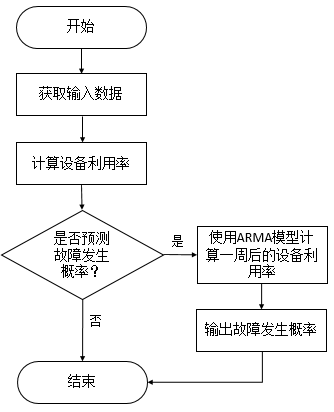 开始
获取输入数据
计算设备利用率
是否预测
故障发生
概率？
是
使用ARMA模型计
算一周后的设备利
用率
否
输出故障发生概率
结束